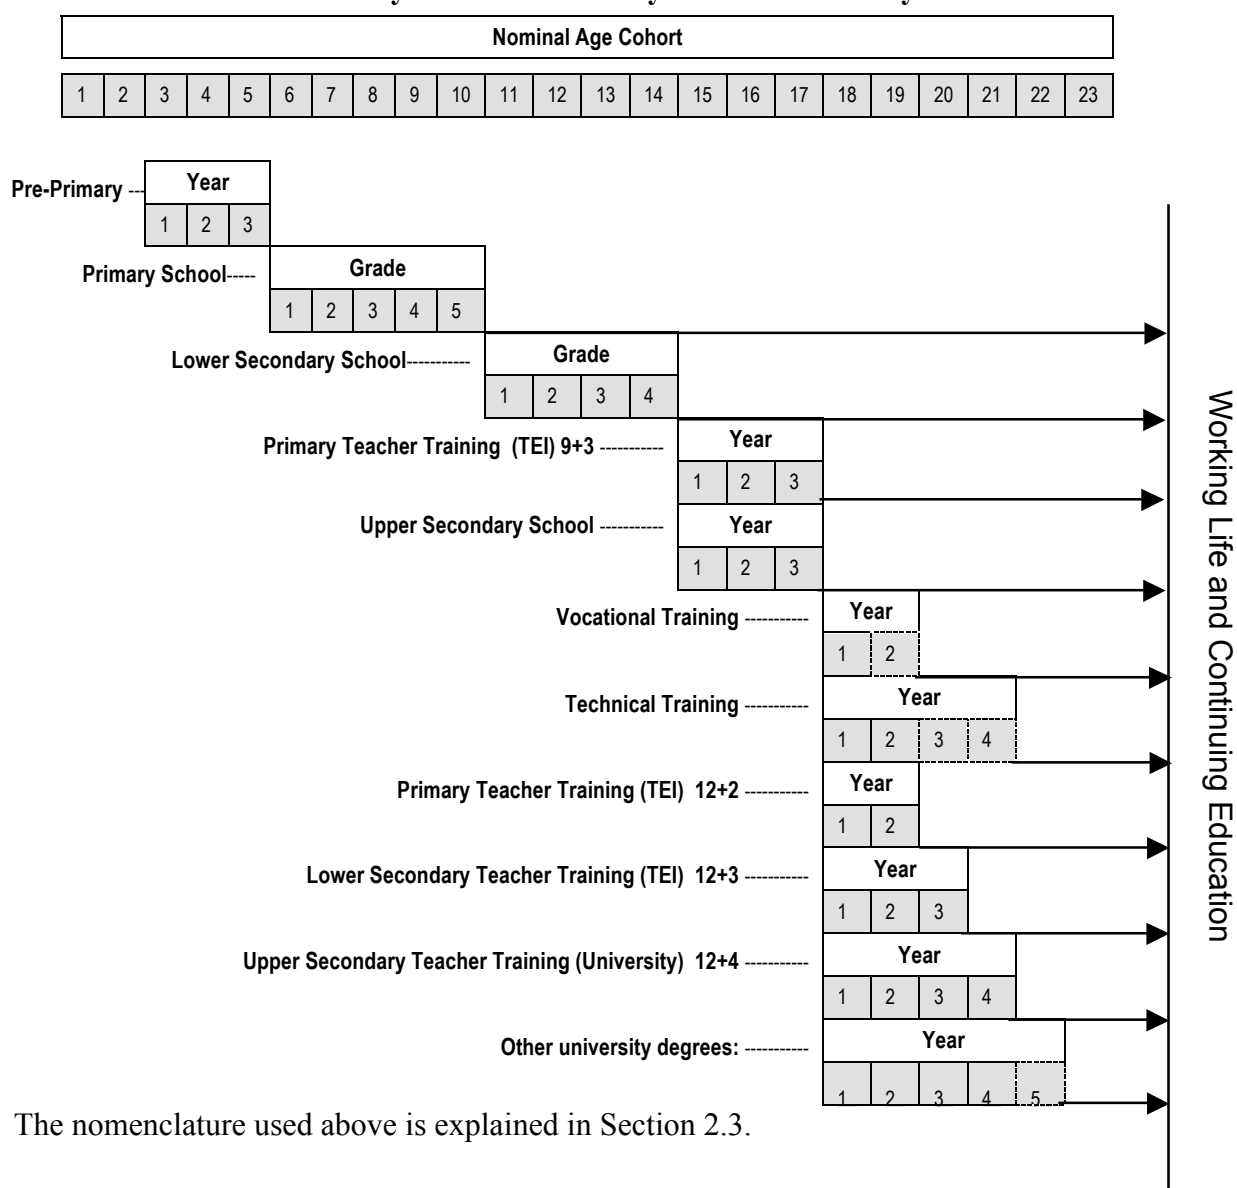 Nominal Age Cohort
1 2 3 4 5 6 7 8 9 10 11 12 13 14 15 16 17 18 19 20 21 22 23
Pre-Primary --- Year
1 2 3
Primary School----- Grade
1 2 3 4 5
Lower Secondary School----------- Grade
1 2 3 4
Primary Teacher Training (TEI) 9+3 ----------- Year
1 2 3
Upper Secondary School ----------- Year
1 2 3
Vocational Training ----------- Year
1 2
Technical Training ----------- Year
1 2 3 4
Primary Teacher Training (TEI) 12+2 ----------- Year
1 2
Lower Secondary Teacher Training (TEI) 12+3 ----------- Year
1 2 3
Upper Secondary Teacher Training (University) 12+4 ----------- Year
1 2 3 4
Other university degrees: ----------- Year
1 2 3 4 5
Working Life and Continuing Education
The nomenclature used above is explained in Section 2.3.